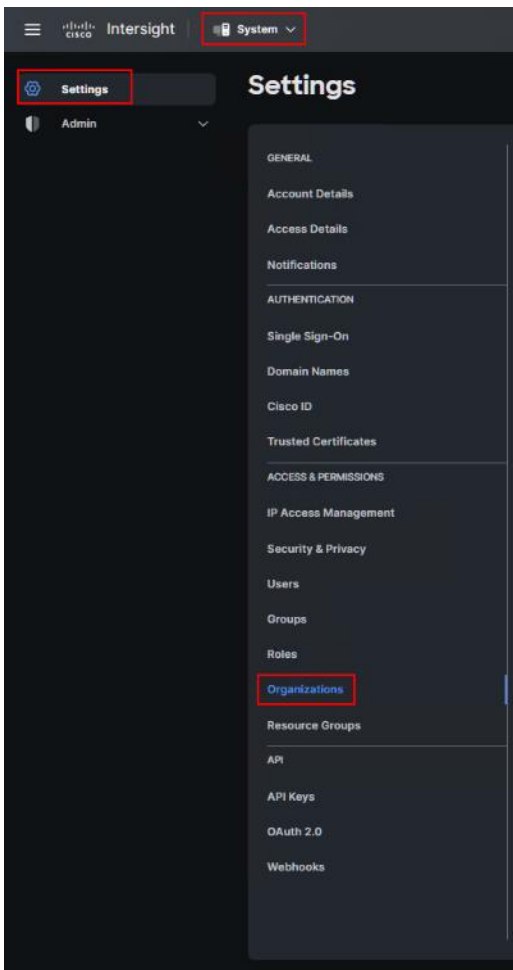 CISCO Intersight System
Settings
Admin
Settings
GENERAL
Account Details
Access Details
Notifications
AUTHENTICATION
Single Sign-On
Domain Names
Cisco ID
Trusted Certificates
ACCESS & PERMISSIONS
IP Access Management
Security & Privacy
Users
Groups
Roles
Organizations
Resource Groups
API
API Keys
OAuth 2.0
Webhooks